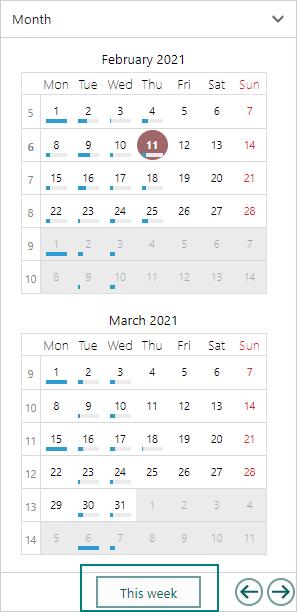 Month
February 2021
Mon Tue Wed Thu Fri Sat Sun
5 1 2 3 4 5 6 7
6 8 9 10 11 12 13 14
7 15 16 17 18 19 20 21
8 22 23 24 25 26 27 28
9 1 2 3 4 5 6 7
10 8 9 10 11 12 13 14
March 2021
Mon Tue Wed Thu Fri Sat Sun
9 1 2 3 4 5 6 7
10 8 9 10 11 12 13 14
11 15 16 17 18 19 20 21
12 22 23 24 25 26 27 28
13 29 30 31 1 2 3 4
14 5 6 7 8 9 10 11
This week